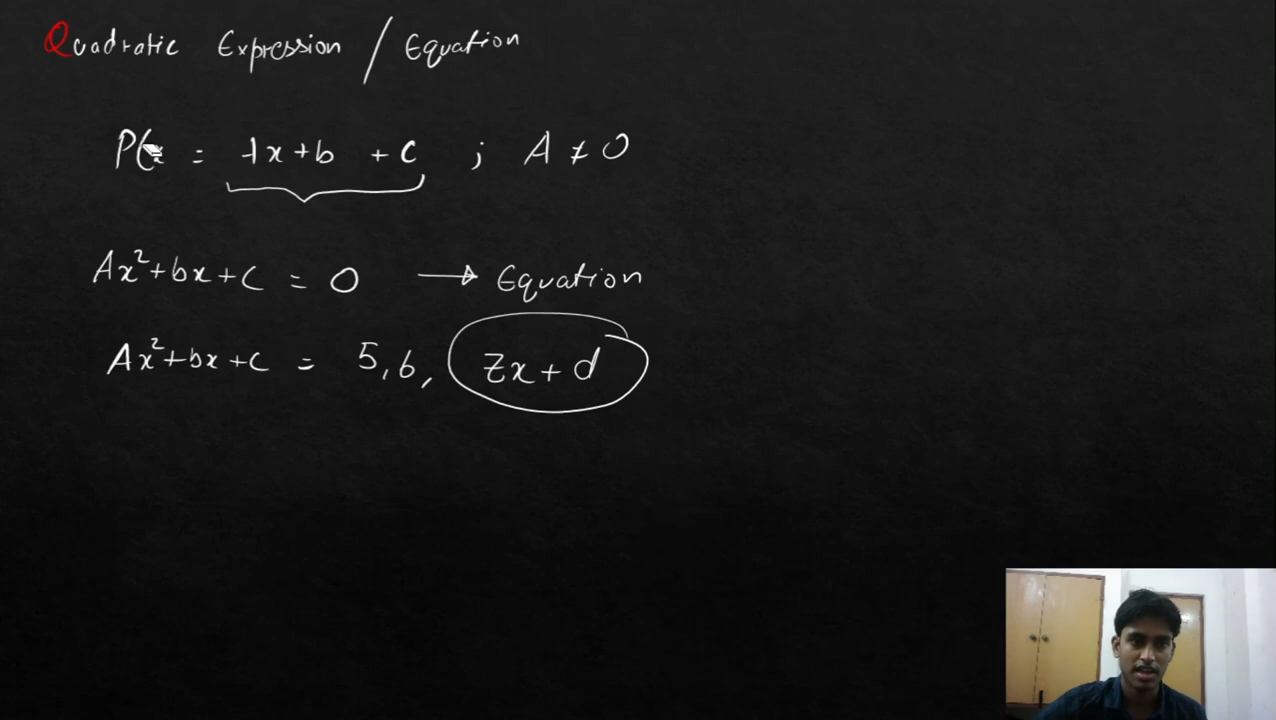 Quadratic Expression / Equation
P( = Ax+b +c ; A ≠ 0
Ax²+bx+c = 0 → Equation
Ax²+bx+c = 5,6, zx+d